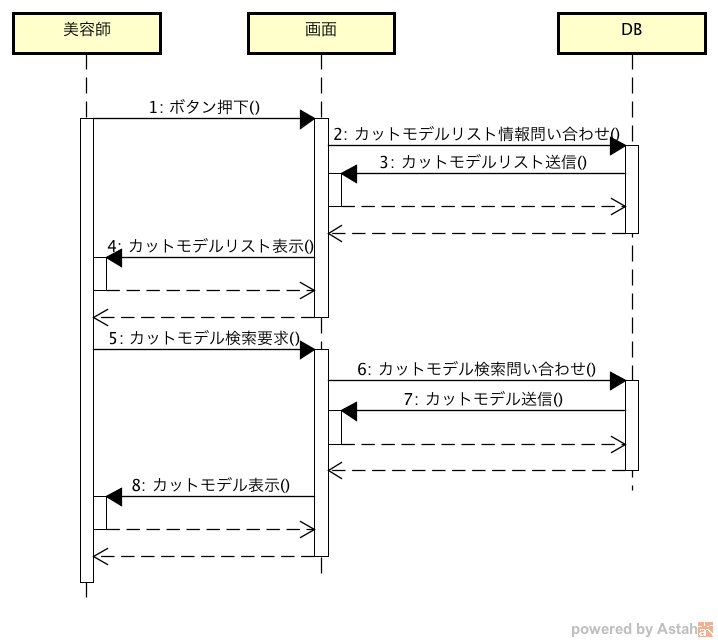 美容師
画面
DB
1: ボタン押下()
2: カットモデルリスト情報問い合わせ()
3: カットモデルリスト送信()
4: カットモデルリスト表示()
5: カットモデル検索要求()
6: カットモデル検索問い合わせ()
7: カットモデル送信()
8: カットモデル表示()
powered by Astah